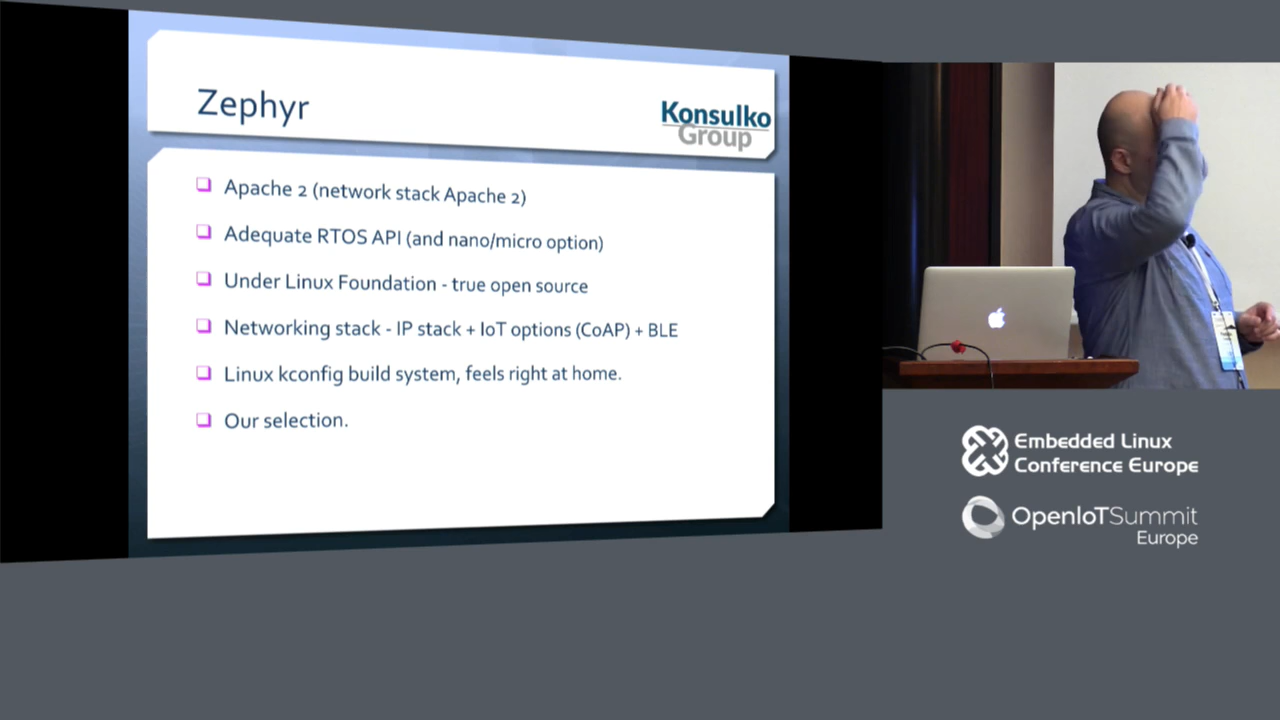 Zephyr
Konsulko
Group
Apache 2 (network stack Apache 2)
Adequate RTOS API (and nano/micro option)
Under Linux Foundation - true open source
Networking stack - IP stack + IoT options (CoAP) + BLE
Linux kconfig build system, feels right at home.
Our selection.
Embedded Linux
Conference Europe
OpenIoTSummit
Europe